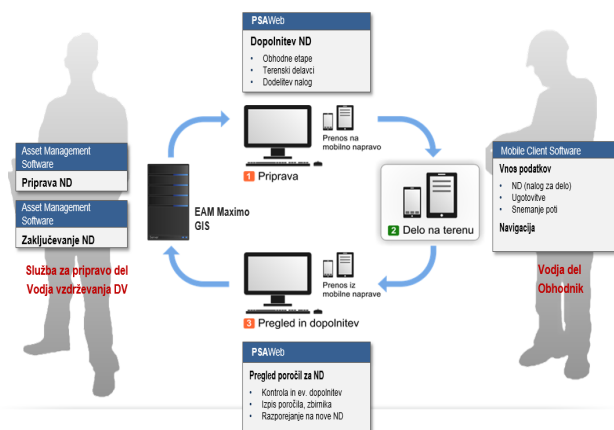 PSAWeb
Dopolnitev ND
• Obhodne etape
• Terenski delavci
• Dodelitev nalog
Prenos na
mobilno napravo
1 Priprava
Asset Management
Software
Priprava ND
Asset Management
Software
Zaključevanje ND
Služba za pripravo del
Vodja vzdrževanja DV
EAM Maximo
GIS
2 Delo na terenu
Mobile Client Software
Vnos podatkov
• ND (nalog za delo)
• Ugotovitve
• Snemanje poti
Navigacija
Vodja del
Obhodnik
Prenos iz
mobilne naprave
3 Pregled in dopolnitev
PSAWeb
Pregled poročil za ND
• Kontrola in ev. dopolnitev
• Izpis poročila, zbirnika
• Razporejanje na nove ND